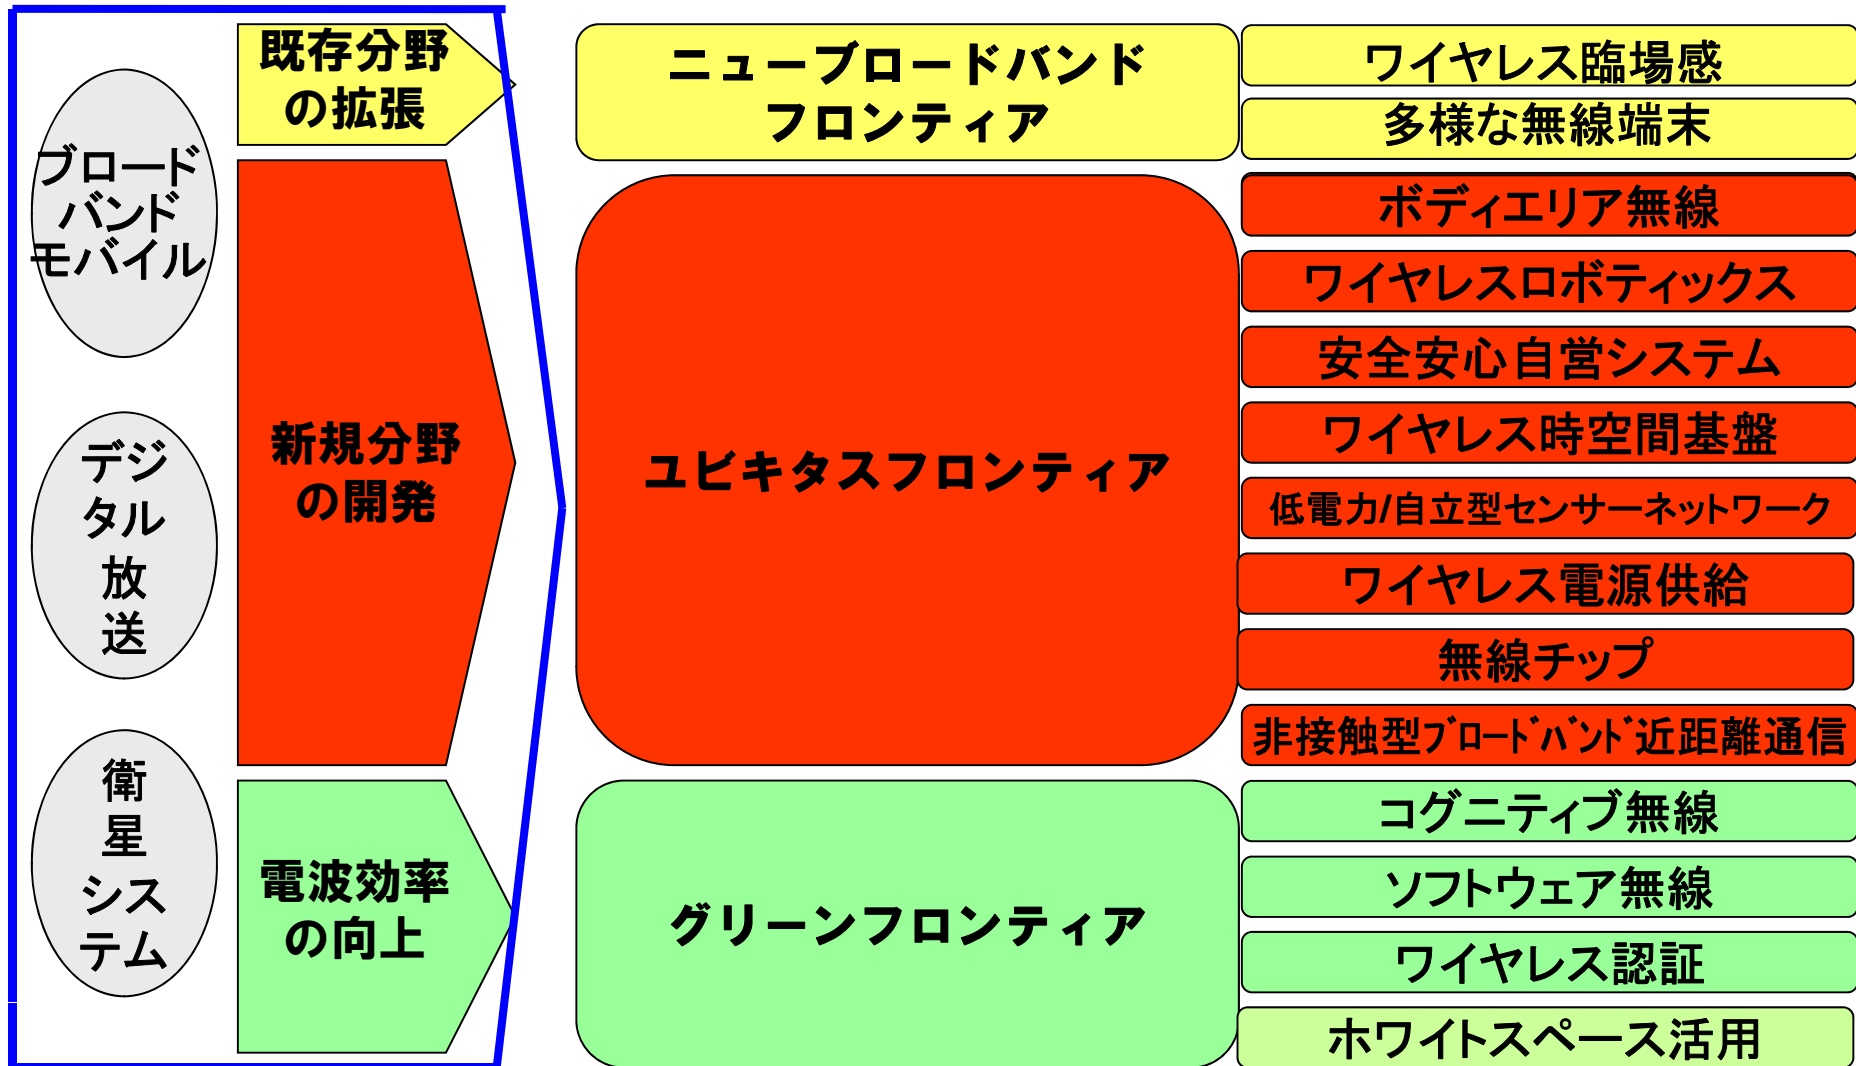 ブロード
バンド
モバイル
デジ
タル
放
送
衛
星
シス
テム
既存分野
の拡張
新規分野
の開発
電波効率
の向上
ニューブロードバンド
フロンティア
ユビキタスフロンティア
グリーンフロンティア
ワイヤレス臨場感
多様な無線端末
ボディエリア無線
ワイヤレスロボティックス
安全安心自営システム
ワイヤレス時空間基盤
低電力/自立型センサーネットワーク
ワイヤレス電源供給
無線チップ
非接触型ﾌﾞﾛｰﾄﾞﾊﾞﾝﾄﾞ近距離通信
コグニティブ無線
ソフトウェア無線
ワイヤレス認証
ホワイトスペース活用